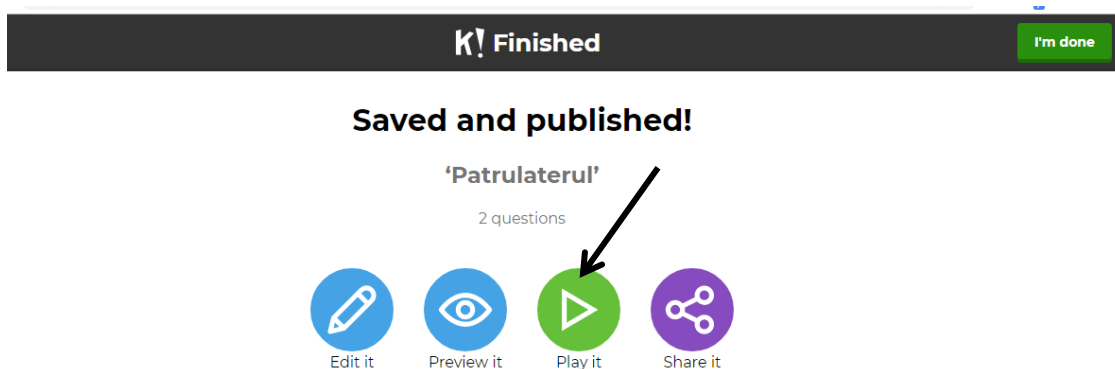 K! Finished
I'm done
Saved and published!
‘Patrulaterul’
2 questions
Edit it
Preview it
Play it
Share it